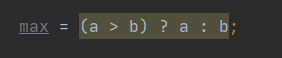 max = (a > b) ? a : b;